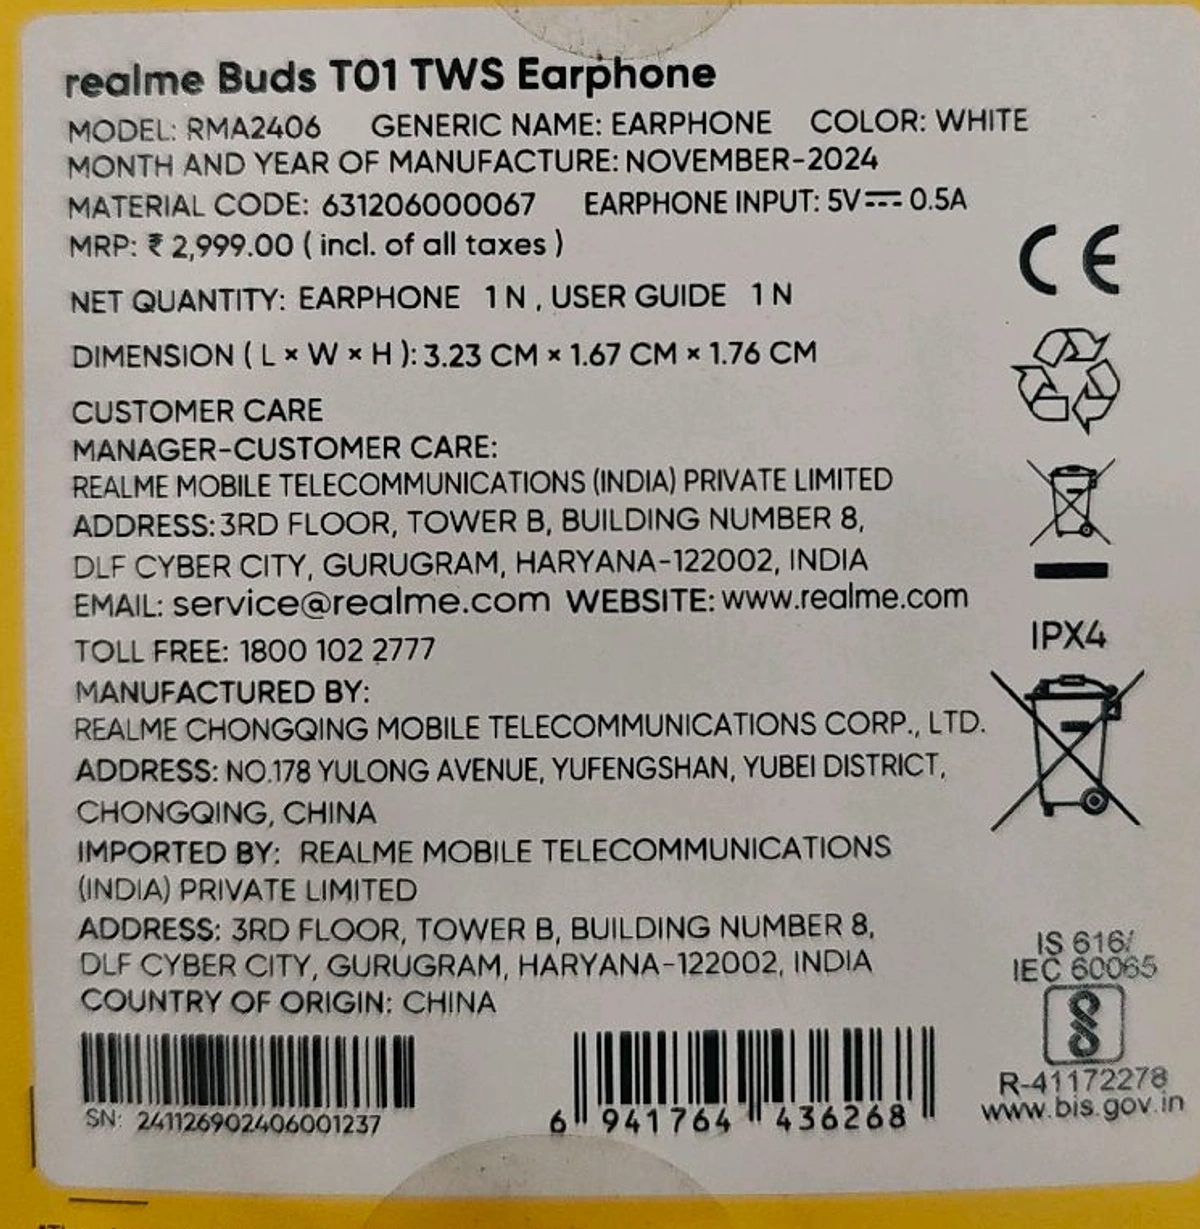 realme Buds T01 TWS Earphone
MODEL: RMA2406 GENERIC NAME: EARPHONE COLOR: WHITE
MONTH AND YEAR OF MANUFACTURE: NOVEMBER-2024
MATERIAL CODE: 631206000067 EARPHONE INPUT: 5V⎓0.5A
MRP: ₹ 2,999.00 ( incl. of all taxes )
NET QUANTITY: EARPHONE 1 N , USER GUIDE 1 N
DIMENSION ( L × W × H ): 3.23 CM × 1.67 CM × 1.76 CM
CUSTOMER CARE
MANAGER-CUSTOMER CARE:
REALME MOBILE TELECOMMUNICATIONS (INDIA) PRIVATE LIMITED
ADDRESS: 3RD FLOOR, TOWER B, BUILDING NUMBER 8,
DLF CYBER CITY, GURUGRAM, HARYANA-122002, INDIA
EMAIL: service@realme.com WEBSITE: www.realme.com
TOLL FREE: 1800 102 2777
MANUFACTURED BY:
REALME CHONGQING MOBILE TELECOMMUNICATIONS CORP., LTD.
ADDRESS: NO.178 YULONG AVENUE, YUFENGSHAN, YUBEI DISTRICT,
CHONGQING, CHINA
IMPORTED BY: REALME MOBILE TELECOMMUNICATIONS
(INDIA) PRIVATE LIMITED
ADDRESS: 3RD FLOOR, TOWER B, BUILDING NUMBER 8,
DLF CYBER CITY, GURUGRAM, HARYANA-122002, INDIA
COUNTRY OF ORIGIN: CHINA
SN: 241126902406001237
6 941764 436268
CE
IPX4
IS 616/
IEC 60065
R-41172278
www.bis.gov.in